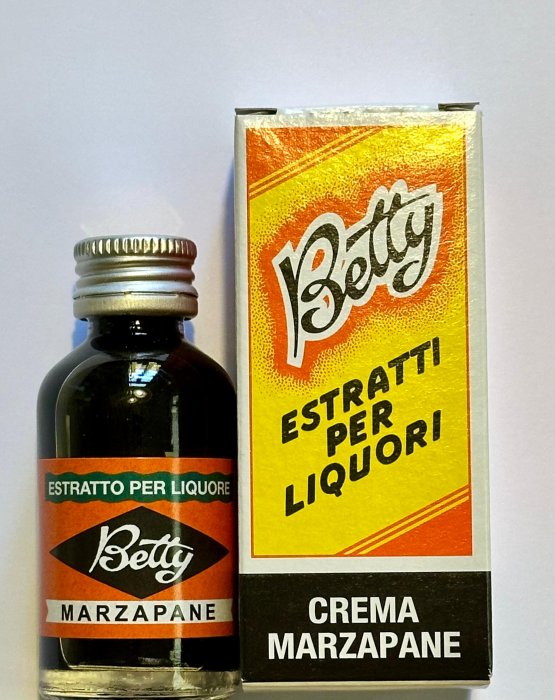 ESTRATTO PER LIQUORE
Betty
MARZAPANE
Betty
ESTRATTI
PER
LIQUORI
CREMA
MARZAPANE